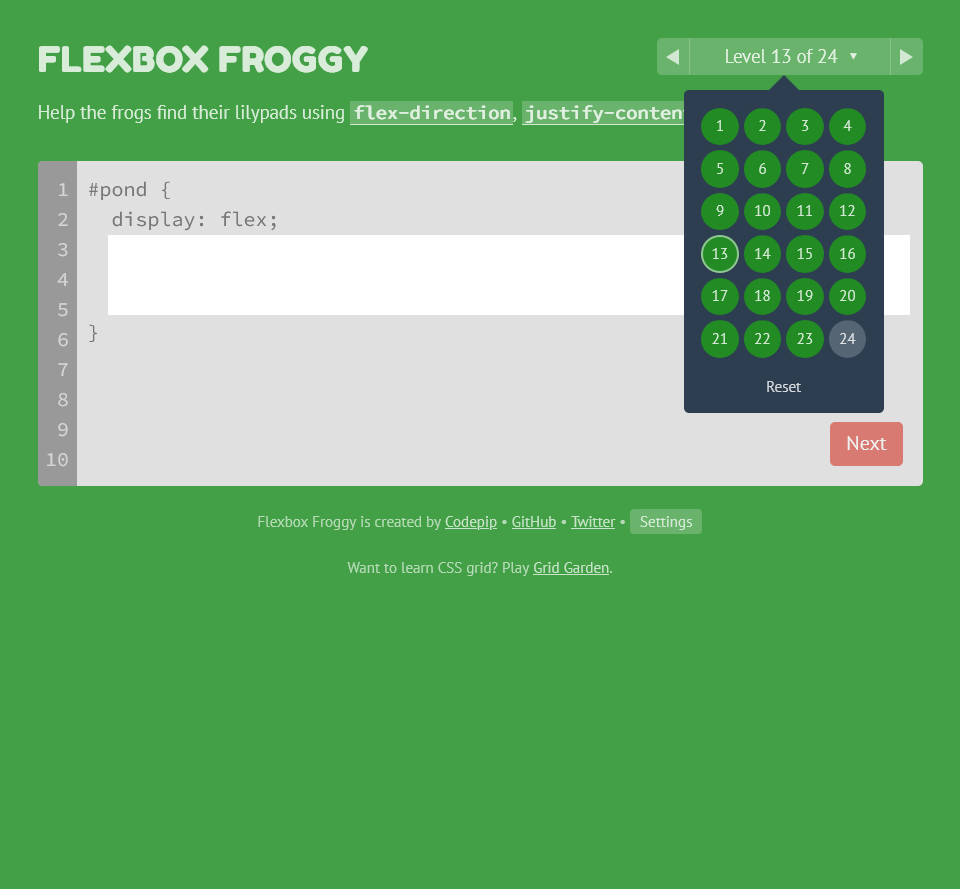 FLEXBOX FROGGY
Level 13 of 24 ▼
Help the frogs find their lilypads using flex-direction, justify-conten
1 2 3 4
5 6 7 8
9 10 11 12
13 14 15 16
17 18 19 20
21 22 23 24
Reset
1 #pond {
2 display: flex;
3
4
5
6 }
7
8
9
10
Next
Flexbox Froggy is created by Codepip • GitHub • Twitter • Settings
Want to learn CSS grid? Play Grid Garden.